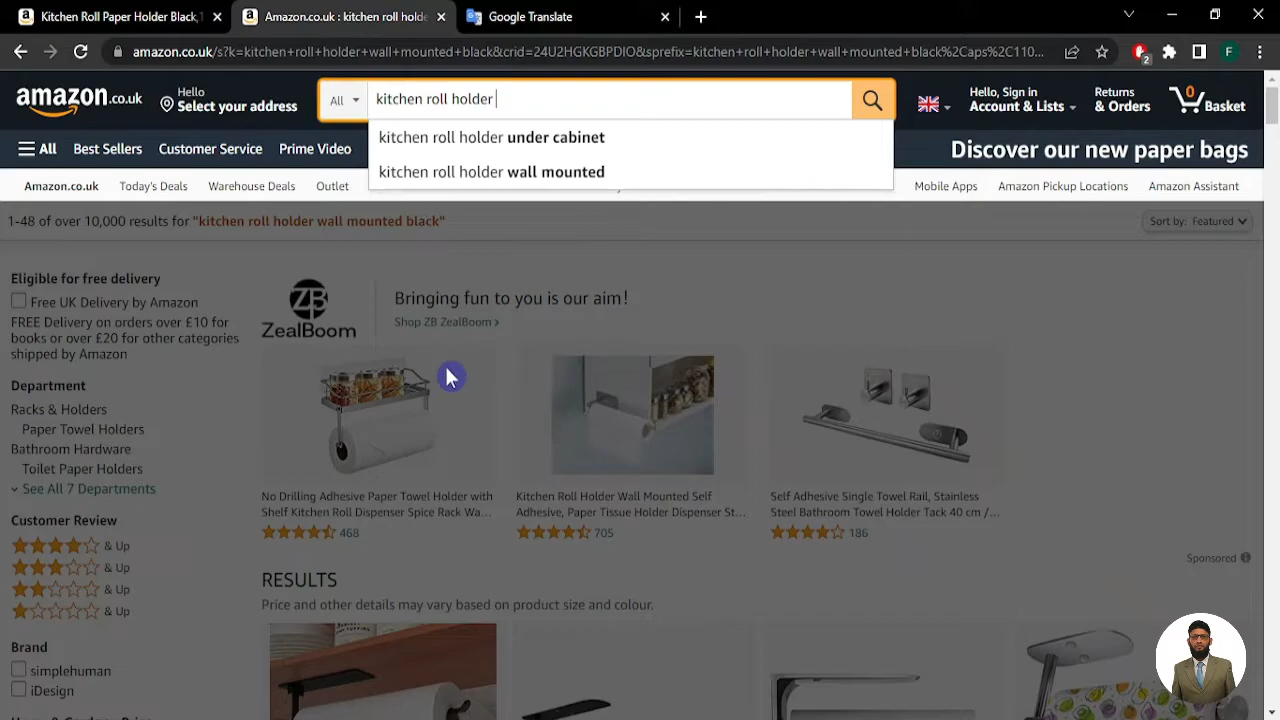 Kitchen Roll Paper Holder Black,
Amazon.co.uk : kitchen roll holde
Google Translate
amazon.co.uk/s?k=kitchen+roll+holder+wall+mounted+black&crid=24U2HGKGBPDIO&sprefix=kitchen+roll+holder+wall+mounted+black%2Caps%2C110...
2
F
amazon.co.uk
Hello
Select your address
All
kitchen roll holder
Hello, Sign in
Account & Lists
Returns
& Orders
0
Basket
kitchen roll holder under cabinet
kitchen roll holder wall mounted
All
Best Sellers
Customer Service
Prime Video
Discover our new paper bags
Amazon.co.uk
Today's Deals
Warehouse Deals
Outlet
Mobile Apps
Amazon Pickup Locations
Amazon Assistant
1-48 of over 10,000 results for "kitchen roll holder wall mounted black"
Sort by: Featured
Eligible for free delivery
Free UK Delivery by Amazon
FREE Delivery on orders over £10 for
books or over £20 for other categories
shipped by Amazon
Department
Racks & Holders
Paper Towel Holders
Bathroom Hardware
Toilet Paper Holders
See All 7 Departments
Customer Review
& Up
& Up
& Up
& Up
Brand
simplehuman
iDesign
ZB
ZealBoom
Bringing fun to you is our aim!
Shop ZB ZealBoom ›
No Drilling Adhesive Paper Towel Holder with
Shelf Kitchen Roll Dispenser Spice Rack Wa...
468
Kitchen Roll Holder Wall Mounted Self
Adhesive, Paper Tissue Holder Dispenser St...
705
Self Adhesive Single Towel Rail, Stainless
Steel Bathroom Towel Holder Tack 40 cm /...
186
Sponsored
RESULTS
Price and other details may vary based on product size and colour.